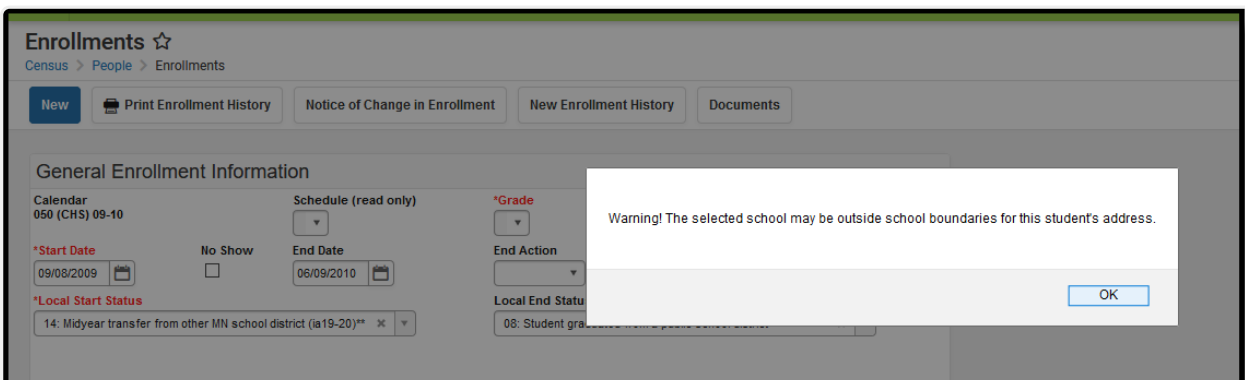 Enrollments
Census > People > Enrollments
New
Print Enrollment History
Notice of Change in Enrollment
New Enrollment History
Documents
General Enrollment Information
Calendar
050 (CHS) 09-10
Schedule (read only)
*Grade
Warning! The selected school may be outside school boundaries for this student's address.
OK
*Start Date
09/08/2009
No Show
End Date
06/09/2010
End Action
*Local Start Status
14: Midyear transfer from other MN school district (ia19-20)**
Local End Statu
08: Student